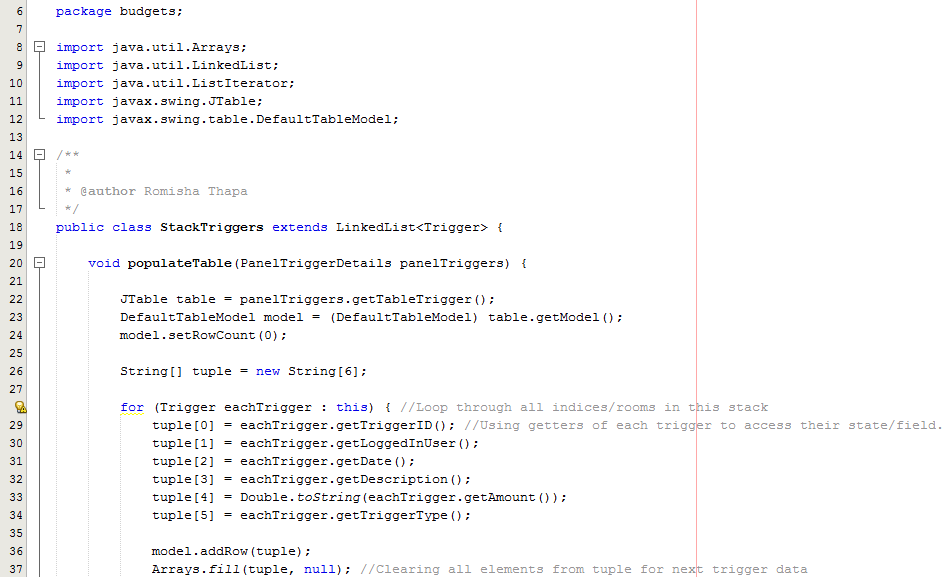 6 package budgets;
7
8 import java.util.Arrays;
9 import java.util.LinkedList;
10 import java.util.ListIterator;
11 import javax.swing.JTable;
12 import javax.swing.table.DefaultTableModel;
13
14 /**
15 *
16 * @author Romisha Thapa
17 */
18 public class StackTriggers extends LinkedList<Trigger> {
19
20 void populateTable(PanelTriggerDetails panelTriggers) {
21
22 JTable table = panelTriggers.getTableTrigger();
23 DefaultTableModel model = (DefaultTableModel) table.getModel();
24 model.setRowCount(0);
25
26 String[] tuple = new String[6];
27
for (Trigger eachTrigger : this) { //Loop through all indices/rooms in this stack
29 tuple[0] = eachTrigger.getTriggerID(); //Using getters of each trigger to access their state/field.
30 tuple[1] = eachTrigger.getLoggedInUser();
31 tuple[2] = eachTrigger.getDate();
32 tuple[3] = eachTrigger.getDescription();
33 tuple[4] = Double.toString(eachTrigger.getAmount());
34 tuple[5] = eachTrigger.getTriggerType();
35
36 model.addRow(tuple);
37 Arrays.fill(tuple, null); //Clearing all elements from tuple for next trigger data